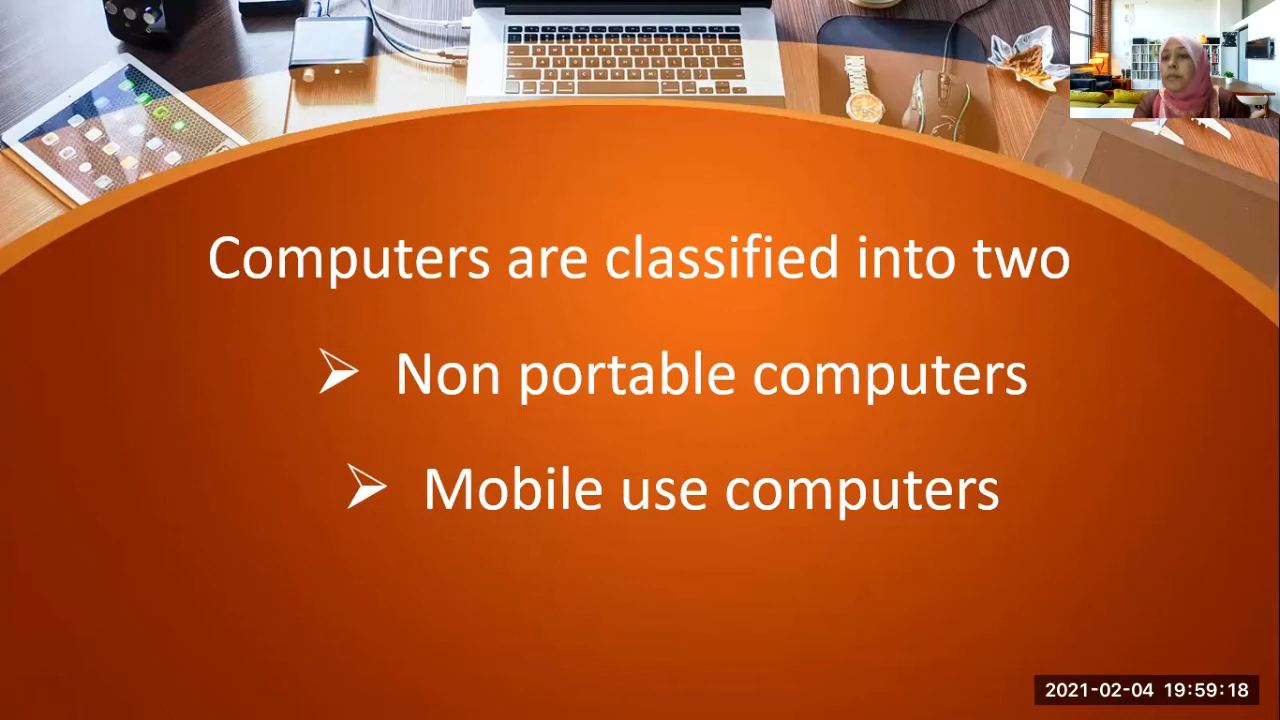 Computers are classified into two
➢ Non portable computers
➢ Mobile use computers
2021-02-04 19:59:18